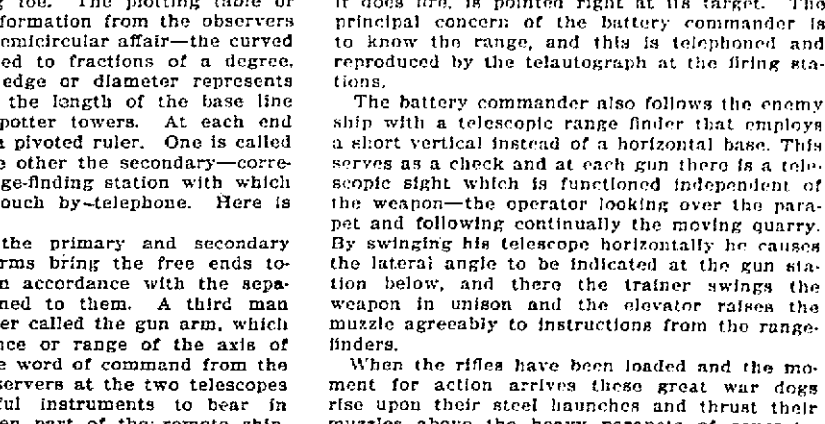 g too. The plotting table or
formation from the observers
emicircular affair—the curved
ed to fractions of a degree,
edge or diameter represents
the length of the base line
potter towers. At each end
a pivoted ruler. One is called
e other the secondary—corre-
ge-finding station with which
ouch by-telephone. Here is
the primary and secondary
rms bring the free ends to-
n accordance with the sepa-
ned to them. A third man
er called the gun arm, which
nce or range of the axis of
e word of command from the
servers at the two telescopes
ful instruments to bear in
en part of the remote ship
it does fire, is pointed right at its target. The
principal concern of the battery commander is
to know the range, and this is telephoned and
reproduced by the telautograph at the firing sta-
tions.
The battery commander also follows the enemy
ship with a telescopic range finder that employs
a short vertical instead of a horizontal base. This
serves as a check and at each gun there is a tele-
scopic sight which is functioned independent of
the weapon—the operator looking over the para-
pet and following continually the moving quarry.
By swinging his telescope horizontally he causes
the lateral angle to be indicated at the gun sta-
tion below, and there the trainer swings the
weapon in unison and the elevator raises the
muzzle agreeably to instructions from the range-
finders.
When the rifles have been loaded and the mo-
ment for action arrives these great war dogs
rise upon their steel haunches and thrust their
muzzles above the heavy parapets of